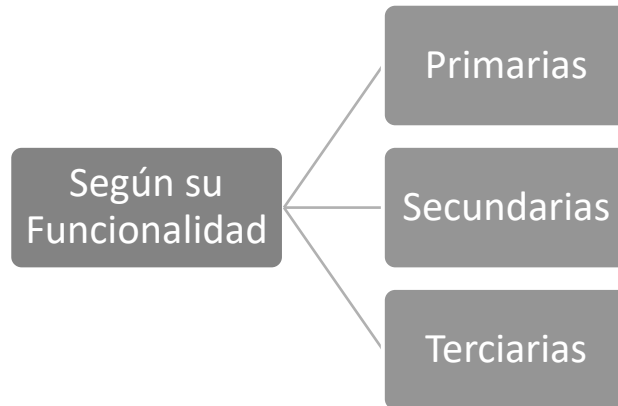 Primarias
Según su
Funcionalidad
Secundarias
Terciarias